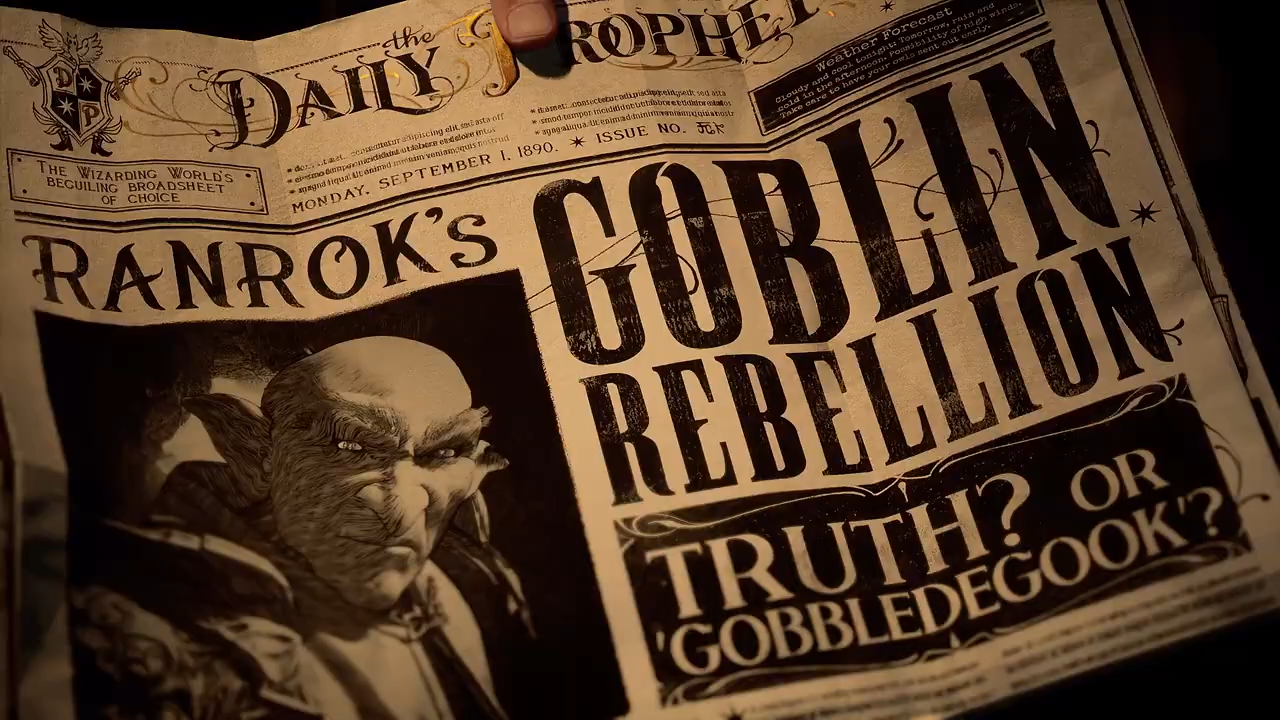 the
DAILY PROPHET
D P
THE WIZARDING WORLD'S
BEGUILING BROADSHEET
OF CHOICE
MONDAY, SEPTEMBER 1, 1890. ISSUE NO.
Weather Forecast
Cloudy and cool tonight; Tomorrow, rain and
cold in the afternoon. Possibility of high winds.
Take care to have your owls sent out early.
RANROK'S
GOBLIN
REBELLION
TRUTH? OR
'GOBBLEDEGOOK'?